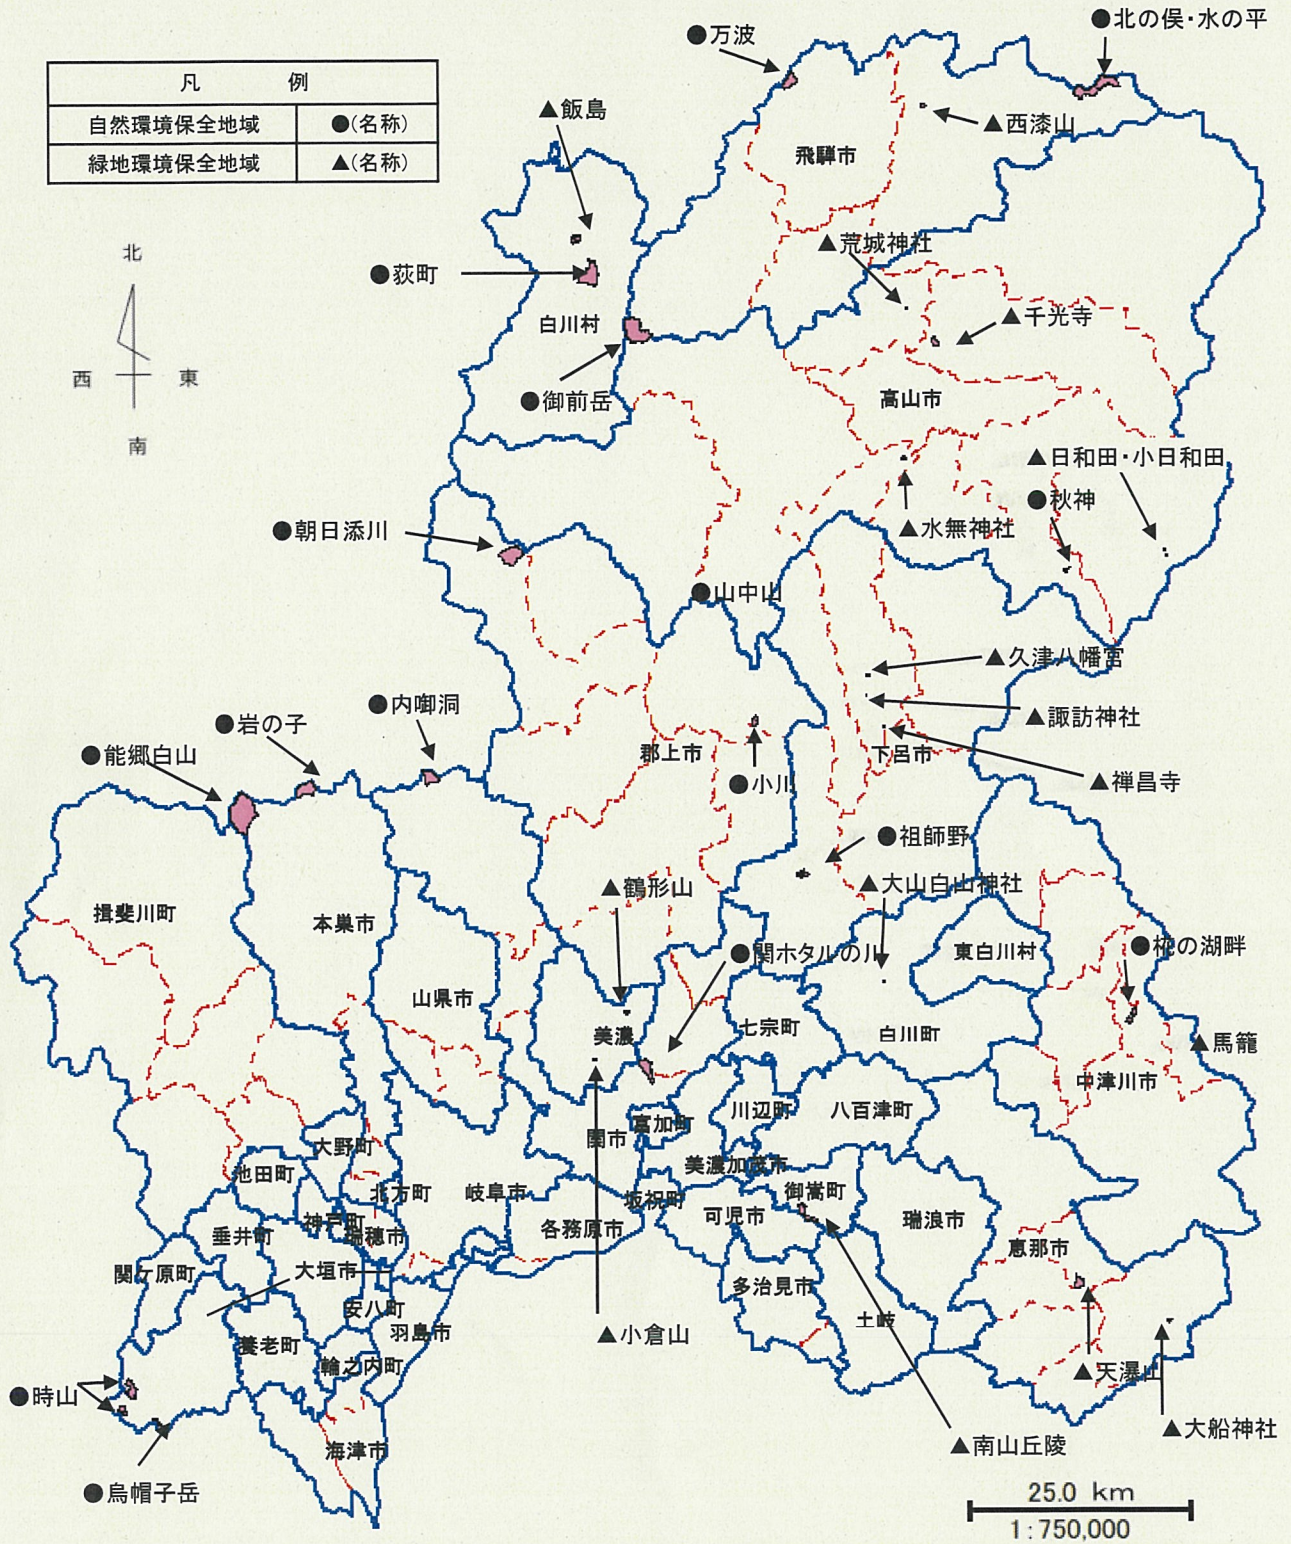 ●北の俣・水の平
●万波
凡 例
自然環境保全地域 ●(名称)
緑地環境保全地域 ▲(名称)
▲飯島
▲西漆山
飛騨市
北
西 東
南
▲荒城神社
●荻町
▲千光寺
白川村
●御前岳
高山市
▲日和田・小日和田
●秋神
▲水無神社
●朝日添川
●山中山
▲久津八幡宮
●内啣洞
▲諏訪神社
●岩の子
●能郷白山
郡上市
下呂市
●小川
▲禅昌寺
●祖師野
▲鶴形山
▲大山白山神社
揖斐川町
本巣市
●関ホタルの川
東白川村
●椛の湖畔
山県市
美濃
七宗町
白川町
▲馬籠
中津川市
川辺町
八百津町
富加町
関市
大野町
池田町
美濃加茂市
北方町
岐阜市
坂祝町
御嵩町
神戸町
可児市
瑞浪市
垂井町
瑞穂市
各務原市
恵那市
関ケ原町
大垣市
多治見市
安八町
土岐
羽島市
▲小倉山
養老町
輪之内町
▲天瀑山
●時山
▲大船神社
▲南山丘陵
海津市
●烏帽子岳
25.0 km
1:750,000